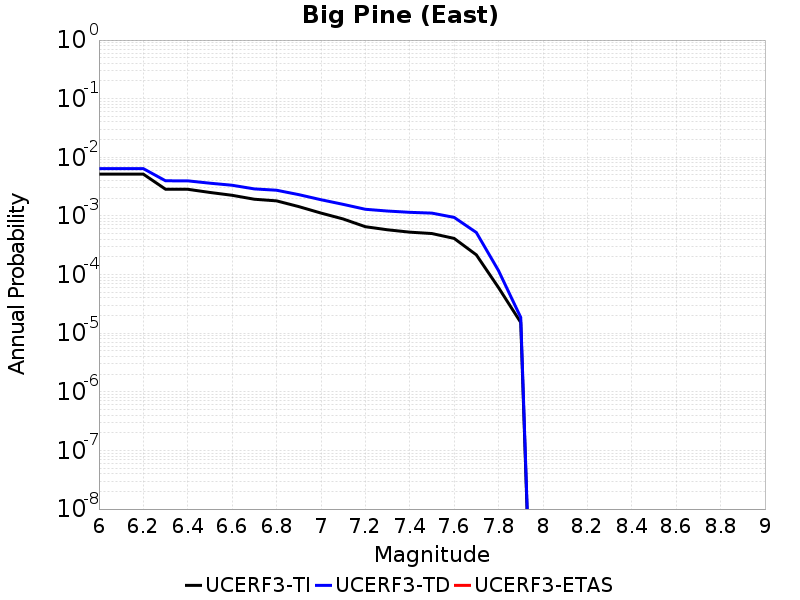 Big Pine (East)
10^0
10^-1
10^-2
10^-3
10^-4
10^-5
10^-6
10^-7
10^-8
Annual Probability
6 6.2 6.4 6.6 6.8 7 7.2 7.4 7.6 7.8 8 8.2 8.4 8.6 8.8 9
Magnitude
UCERF3-TI UCERF3-TD UCERF3-ETAS